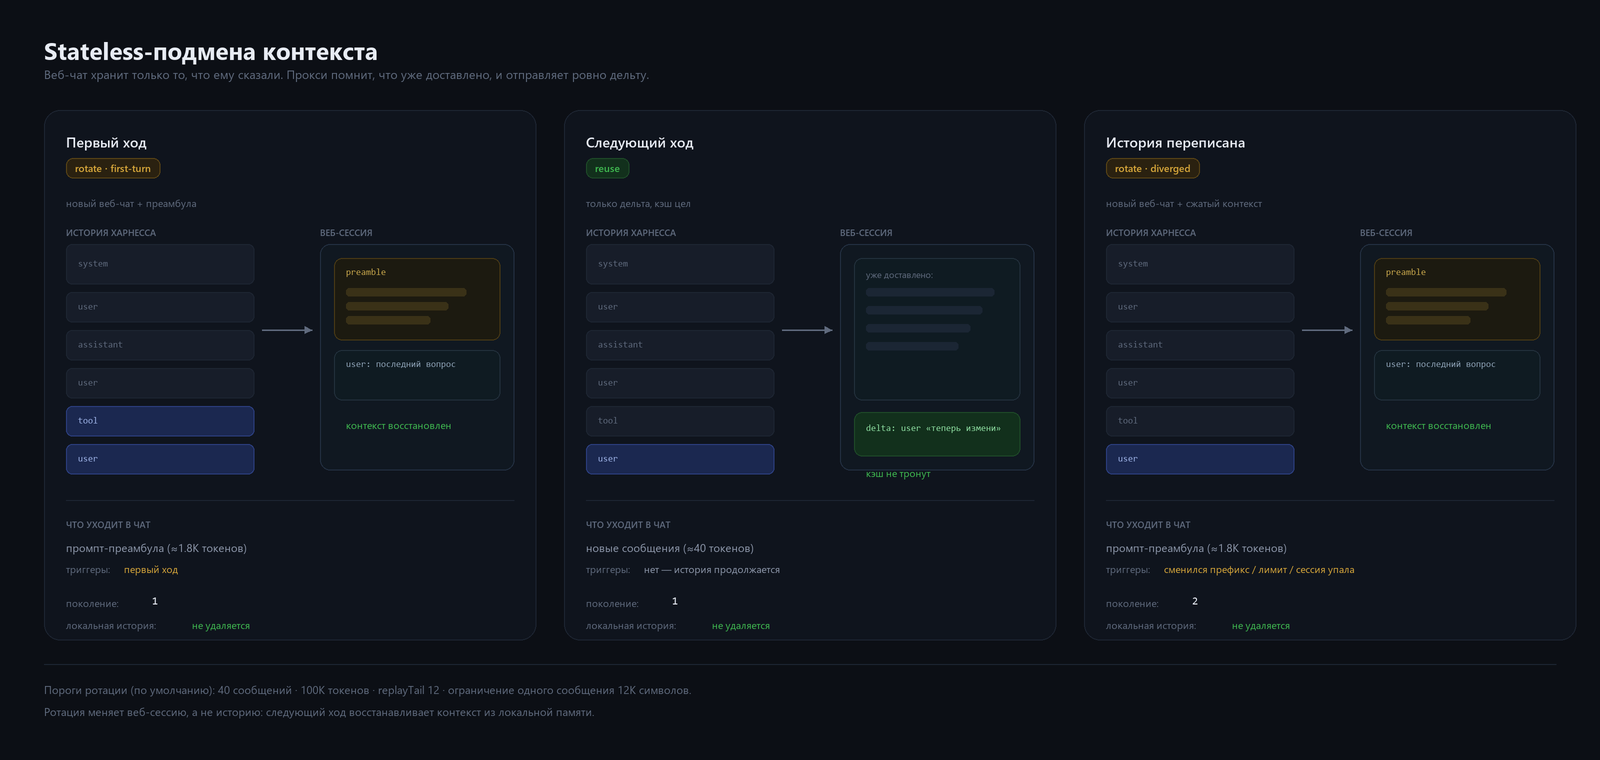 Stateless-подмена контекста
Веб-чат хранит только то, что ему сказали. Прокси помнит, что уже доставлено, и отправляет ровно дельту.
Первый ход
rotate · first-turn
новый веб-чат + преамбула
ИСТОРИЯ ХАРНЕССА
ВЕБ-СЕССИЯ
system
user
assistant
user
tool
user
preamble
user: последний вопрос
контекст восстановлен
ЧТО УХОДИТ В ЧАТ
промпт-преамбула (≈1.8K токенов)
триггеры: первый ход
поколение: 1
локальная история: не удаляется
Следующий ход
reuse
только дельта, кэш цел
ИСТОРИЯ ХАРНЕССА
ВЕБ-СЕССИЯ
system
user
assistant
user
tool
user
уже доставлено:
delta: user «теперь измени»
кэш не тронут
ЧТО УХОДИТ В ЧАТ
новые сообщения (≈40 токенов)
триггеры: нет — история продолжается
поколение: 1
локальная история: не удаляется
История переписана
rotate · diverged
новый веб-чат + сжатый контекст
ИСТОРИЯ ХАРНЕССА
ВЕБ-СЕССИЯ
system
user
assistant
user
tool
user
preamble
user: последний вопрос
контекст восстановлен
ЧТО УХОДИТ В ЧАТ
промпт-преамбула (≈1.8K токенов)
триггеры: сменился префикс / лимит / сессия упала
поколение: 2
локальная история: не удаляется
Пороги ротации (по умолчанию): 40 сообщений · 100K токенов · replayTail 12 · ограничение одного сообщения 12K символов.
Ротация меняет веб-сессию, а не историю: следующий ход восстанавливает контекст из локальной памяти.